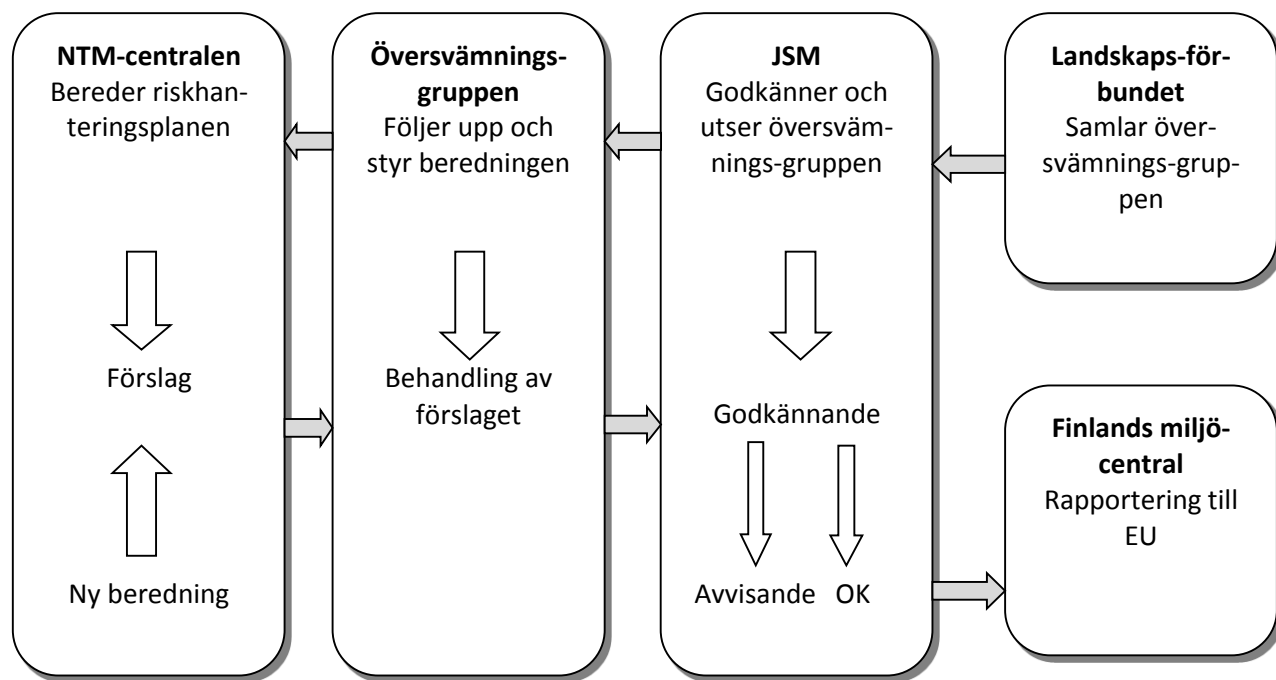 NTM-centralen
Bereder riskhan-
teringsplanen
Förslag
Ny beredning
Översvämnings-
gruppen
Följer upp och
styr beredningen
Behandling av
förslaget
JSM
Godkänner och
utser översväm-
nings-gruppen
Godkännande
Avvisande OK
Landskaps-för-
bundet
Samlar över-
svämnings-grup-
pen
Finlands miljö-
central
Rapportering till
EU